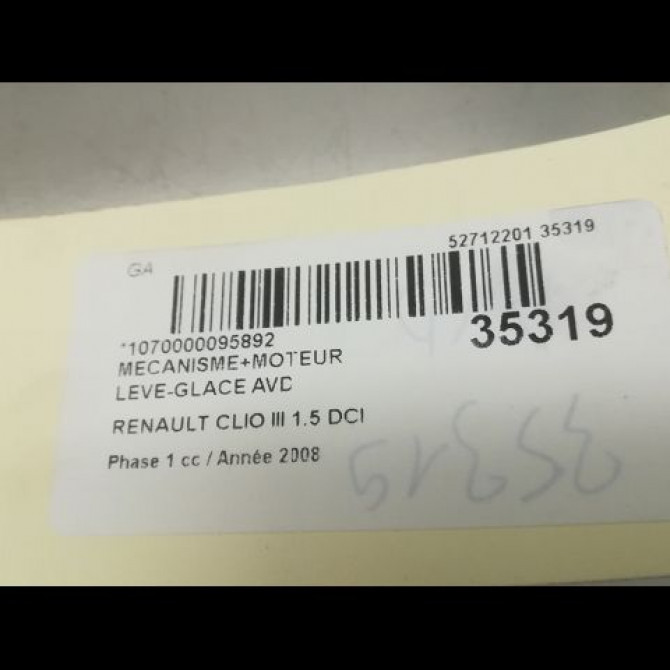 GA
52712201 35319
*1070000095892
35319
MECANISME+MOTEUR
LEVE-GLACE AVD
RENAULT CLIO III 1.5 DCI
Phase 1 cc / Année 2008
35319